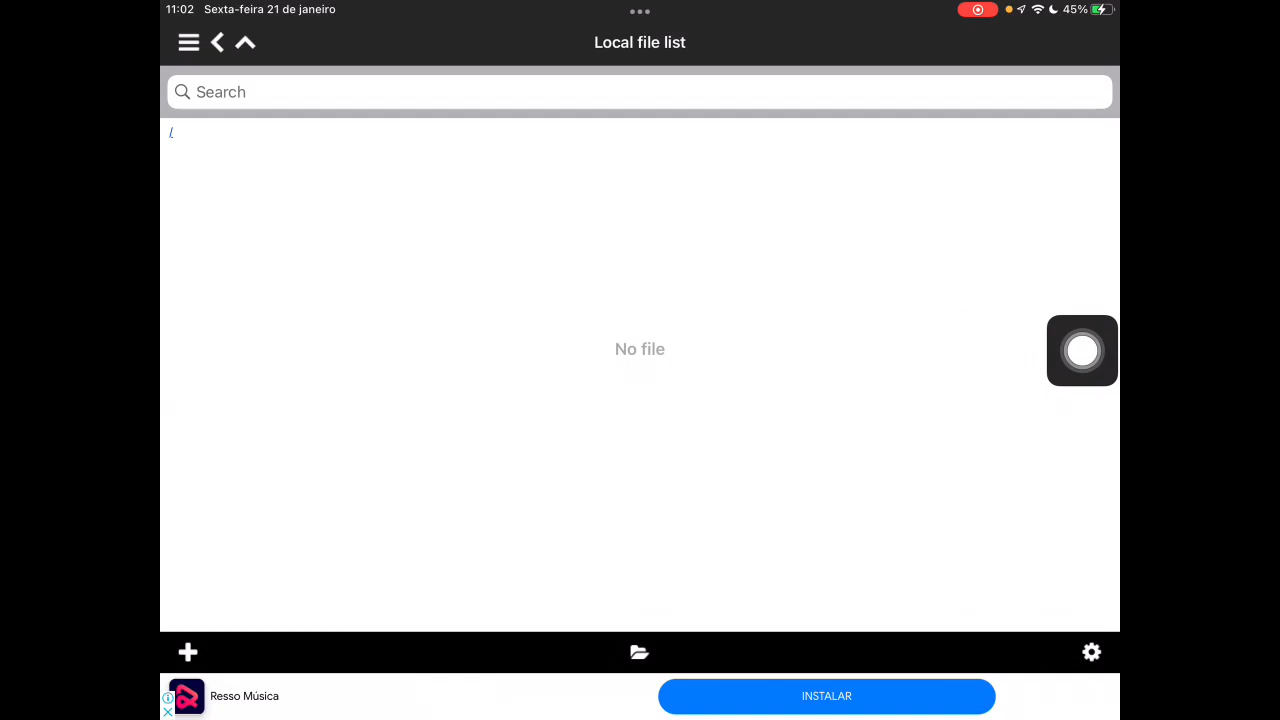 11:02 Sexta-feira 21 de janeiro
45%
Local file list
Search
/
No file
Resso Música
INSTALAR